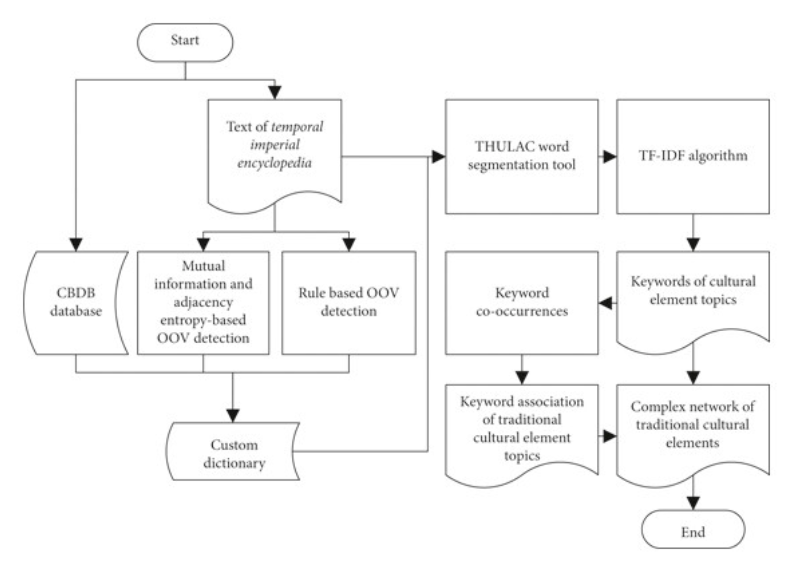 Start
Text of temporal
imperial
encyclopedia
THULAC word
segmentation tool
TF-IDF algorithm
CBDB
database
Mutual
information and
adjacency
entropy-based
OOV detection
Rule based OOV
detection
Keyword
co-occurrences
Keywords of cultural
element topics
Custom
dictionary
Keyword association
of traditional
cultural element
topics
Complex network of
traditional cultural
elements
End